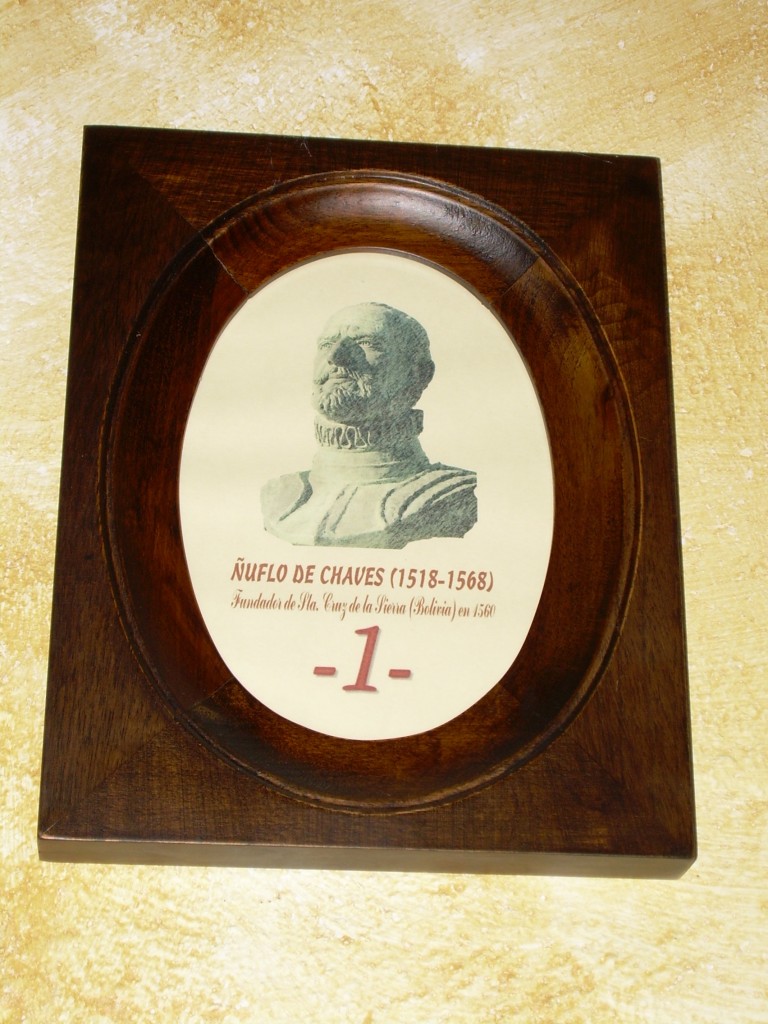 ÑUFLO DE CHAVES (1518-1568)
Fundador de Sta. Cruz de la Sierra (Bolivia) en 1560
-1-